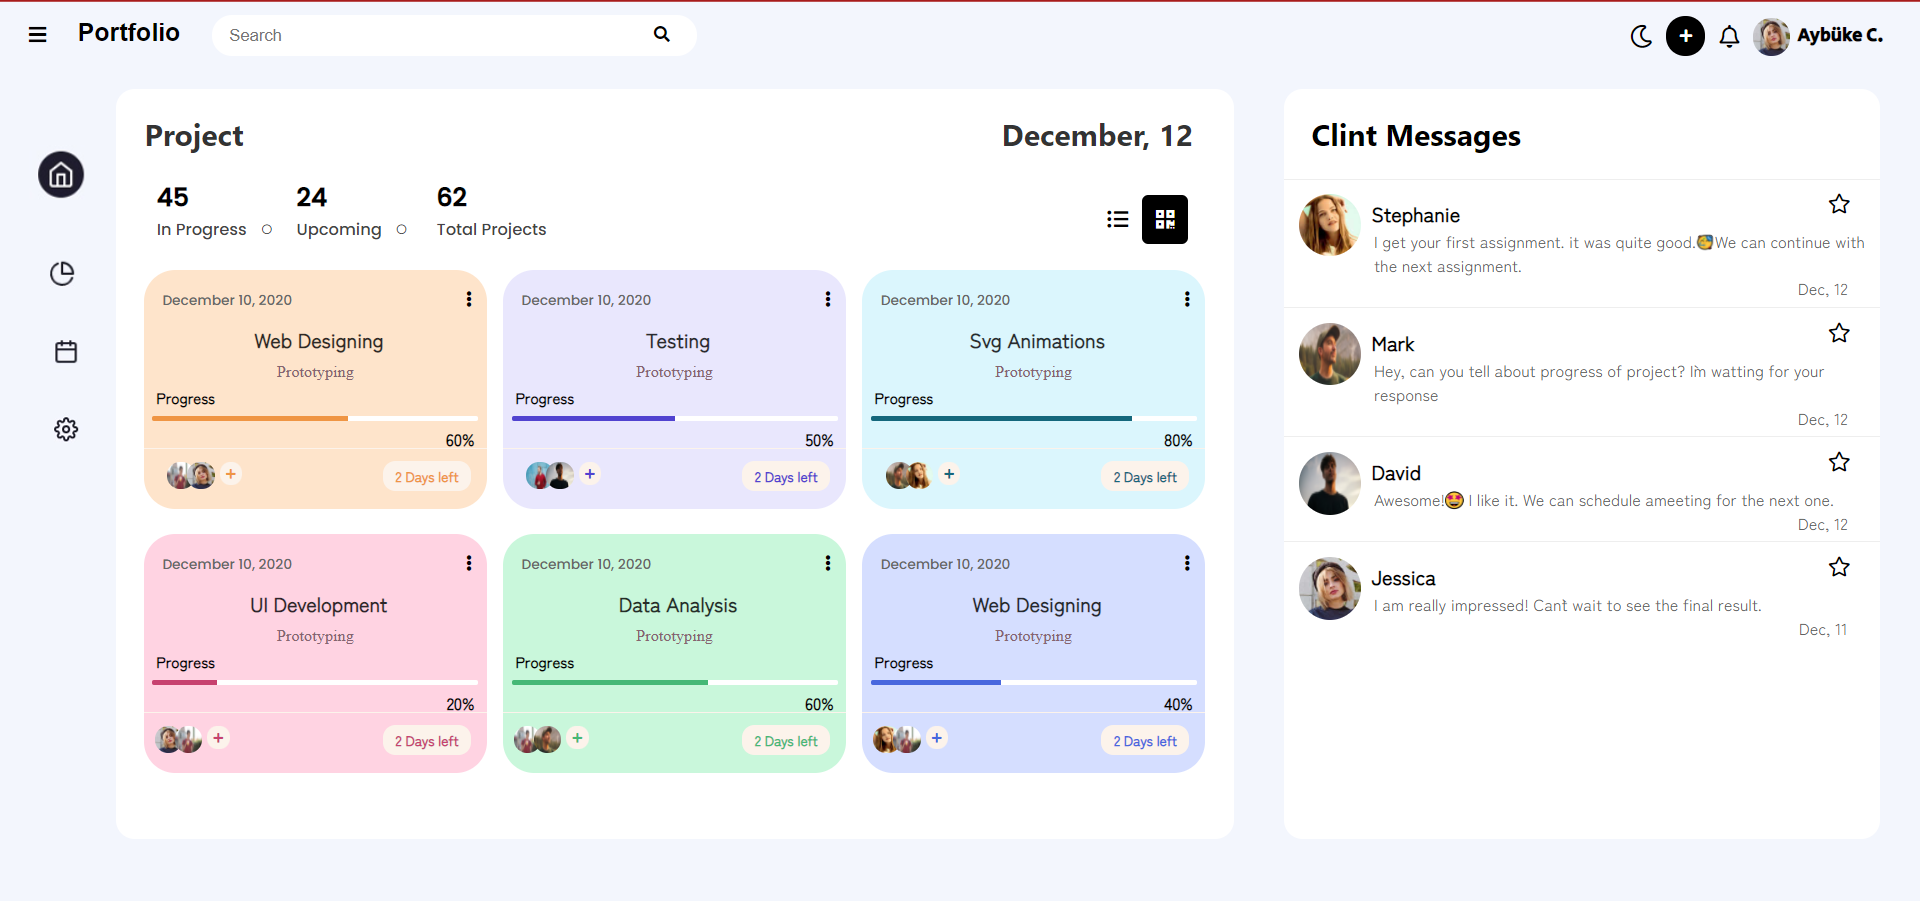 Portfolio
Search
Aybüke C.
Project
December, 12
45
24
62
In Progress
Upcoming
Total Projects
December 10, 2020
Web Designing
Prototyping
Progress
60%
2 Days left
December 10, 2020
Testing
Prototyping
Progress
50%
2 Days left
December 10, 2020
Svg Animations
Prototyping
Progress
80%
2 Days left
December 10, 2020
UI Development
Prototyping
Progress
20%
2 Days left
December 10, 2020
Data Analysis
Prototyping
Progress
60%
2 Days left
December 10, 2020
Web Designing
Prototyping
Progress
40%
2 Days left
Clint Messages
Stephanie
I get your first assignment. it was quite good.🥰We can continue with
the next assignment.
Dec, 12
Mark
Hey, can you tell about progress of project? I`m watting for your
response
Dec, 12
David
Awesome!🤩 I like it. We can schedule ameeting for the next one.
Dec, 12
Jessica
I am really impressed! Can`t wait to see the final result.
Dec, 11